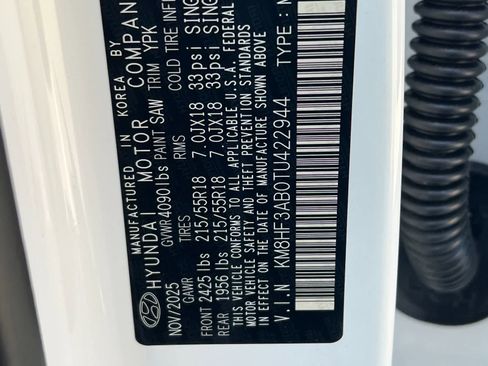 MANUFACTURED IN KOREA BY
HYUNDAI MOTOR COMPAN
NOV/2025 GVWR 4090 lbs PAINT SAW TRIM YPK
GAWR TIRES RIMS COLD TIRE INF
FRONT 2425 lbs 215/55R18 7.0JX18 33psi SING
REAR 1956 lbs 215/55R18 7.0JX18 33psi SING
THIS VEHICLE CONFORMS TO ALL APPLICABLE U.S.A. FEDERAL
MOTOR VEHICLE SAFETY AND THEFT PREVENTION STANDARDS
IN EFFECT ON THE DATE OF MANUFACTURE SHOWN ABOVE
V.I.N KM8HF3AB0TU422944 TYPE: